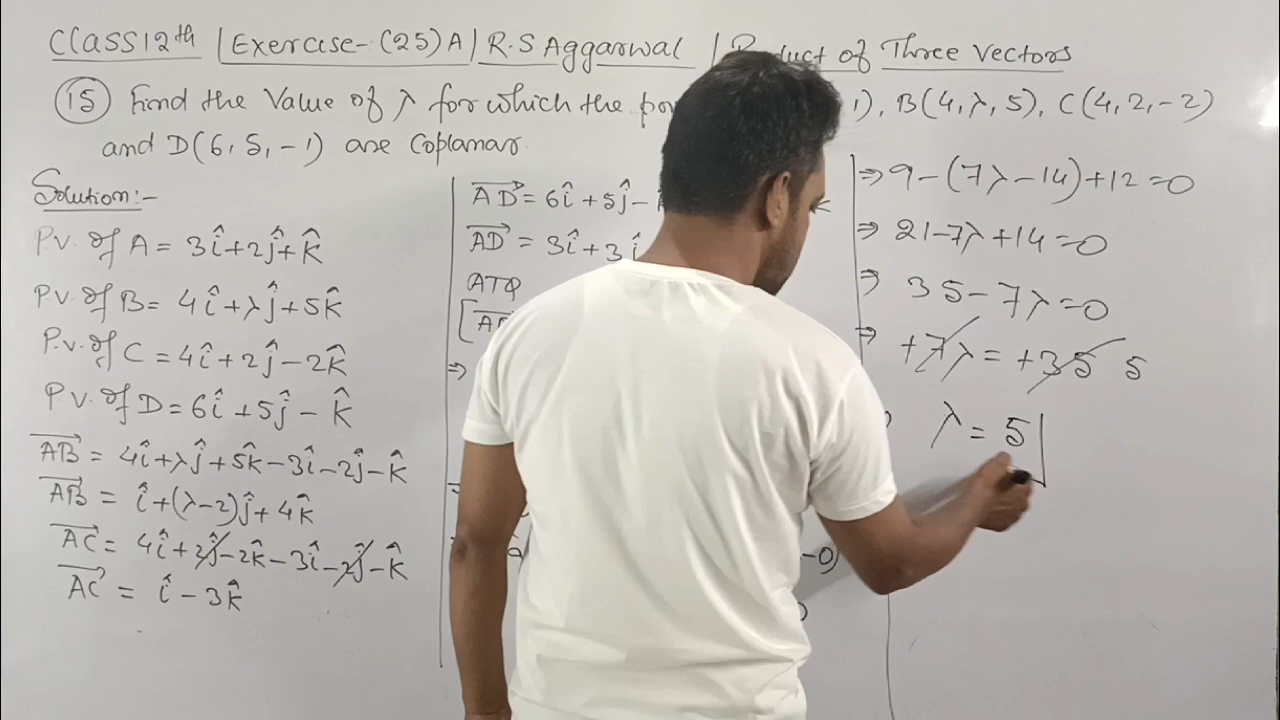 Class 12th | Exercise-(25)A | R.S Aggarwal | Product of Three Vectors
(15) Find the Value of λ for which the 1), B(4, λ, 5), C(4, 2, -2)
and D(6, 5, -1) are Coplanar.
Solution:-
P.v. of A = 3î+2ĵ+k̂
P.v. of B = 4î+λĵ+5k̂
P.v. of C = 4î+2ĵ-2k̂
P.v. of D = 6î+5ĵ-k̂
AB = 4î+λĵ+5k̂-3î-2ĵ-k̂
AB = î+(λ-2)ĵ+4k̂
AC = 4î+2ĵ-2k̂-3î-2ĵ-k̂
AC = î-3k̂
AD = 6î+5ĵ-
AD = 3î+3ĵ
ATQ
⇒
⇒ 9-(7λ-14)+12=0
⇒ 21-7λ+14=0
⇒ 35-7λ=0
⇒ +7λ = +35 5
λ = 5